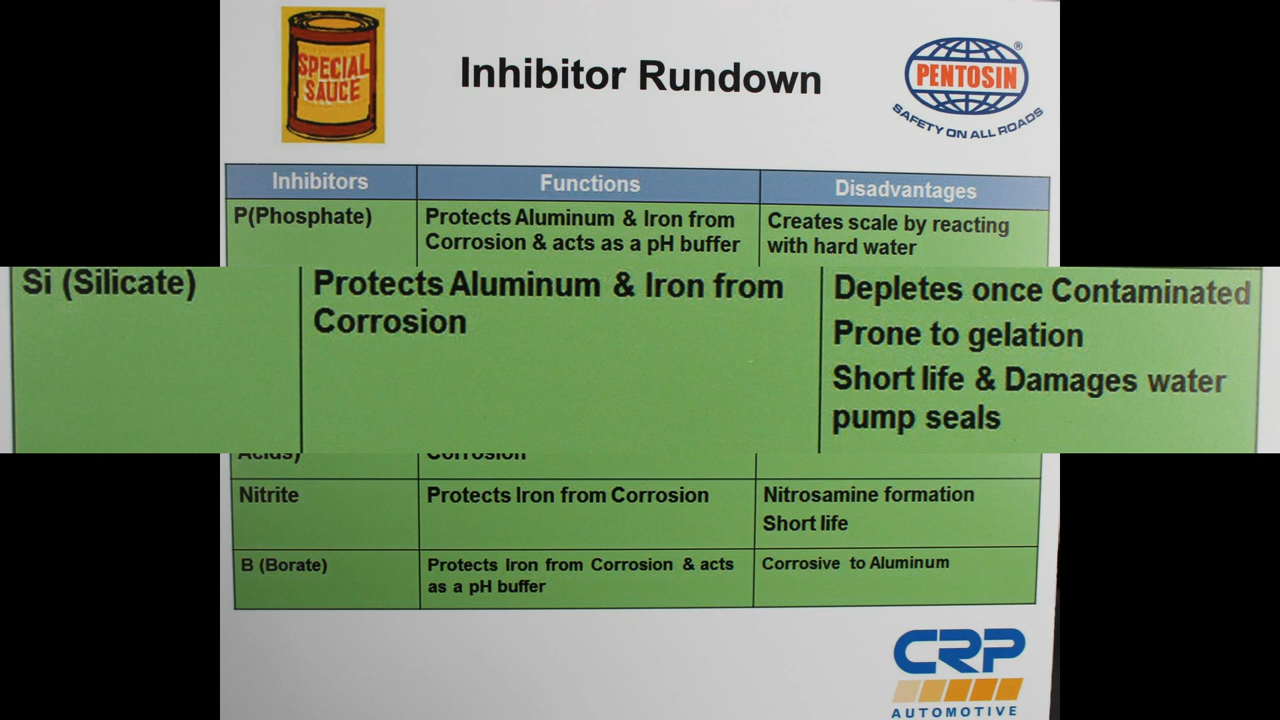 SPECIAL
SAUCE
Inhibitor Rundown
PENTOSIN
®
SAFETY ON ALL ROADS
Inhibitors
Functions
Disadvantages
P(Phosphate)
Protects Aluminum & Iron from
Corrosion & acts as a pH buffer
Creates scale by reacting
with hard water
Si (Silicate)
Protects Aluminum & Iron from
Corrosion
Depletes once Contaminated
Prone to gelation
Short life & Damages water
pump seals
Acids)
Corrosion
Nitrite
Protects Iron from Corrosion
Nitrosamine formation
Short life
B (Borate)
Protects Iron from Corrosion & acts
as a pH buffer
Corrosive to Aluminum
CRP
AUTOMOTIVE